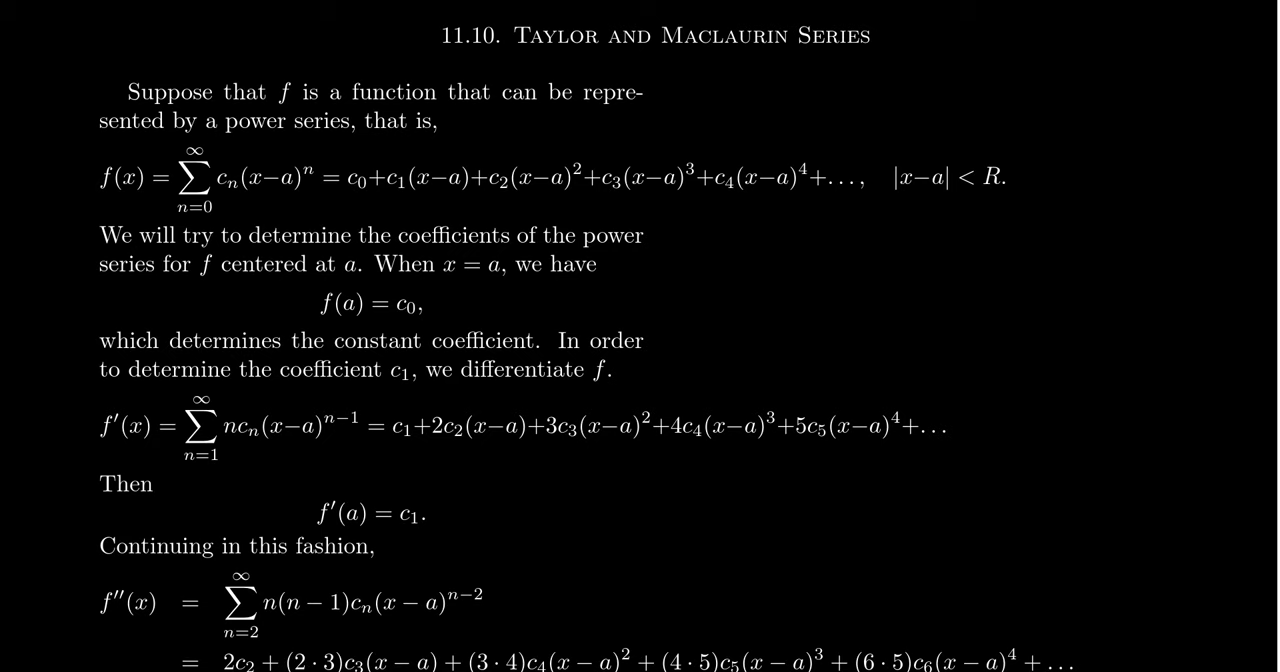 11.10. Taylor and Maclaurin Series
Suppose that f is a function that can be repre-
sented by a power series, that is,
f(x) = ∑_{n=0}^{∞} c_n(x−a)^n = c_0+c_1(x−a)+c_2(x−a)^2+c_3(x−a)^3+c_4(x−a)^4+..., |x−a| < R.
We will try to determine the coefficients of the power
series for f centered at a. When x = a, we have
f(a) = c_0,
which determines the constant coefficient. In order
to determine the coefficient c_1, we differentiate f.
f′(x) = ∑_{n=1}^{∞} nc_n(x−a)^{n−1} = c_1+2c_2(x−a)+3c_3(x−a)^2+4c_4(x−a)^3+5c_5(x−a)^4+...
Then
f′(a) = c_1.
Continuing in this fashion,
f″(x) = ∑_{n=2}^{∞} n(n − 1)c_n(x − a)^{n−2}
= 2c_2 + (2 · 3)c_3(x − a) + (3 · 4)c_4(x − a)^2 + (4 · 5)c_5(x − a)^3 + (6 · 5)c_6(x − a)^4 + ...